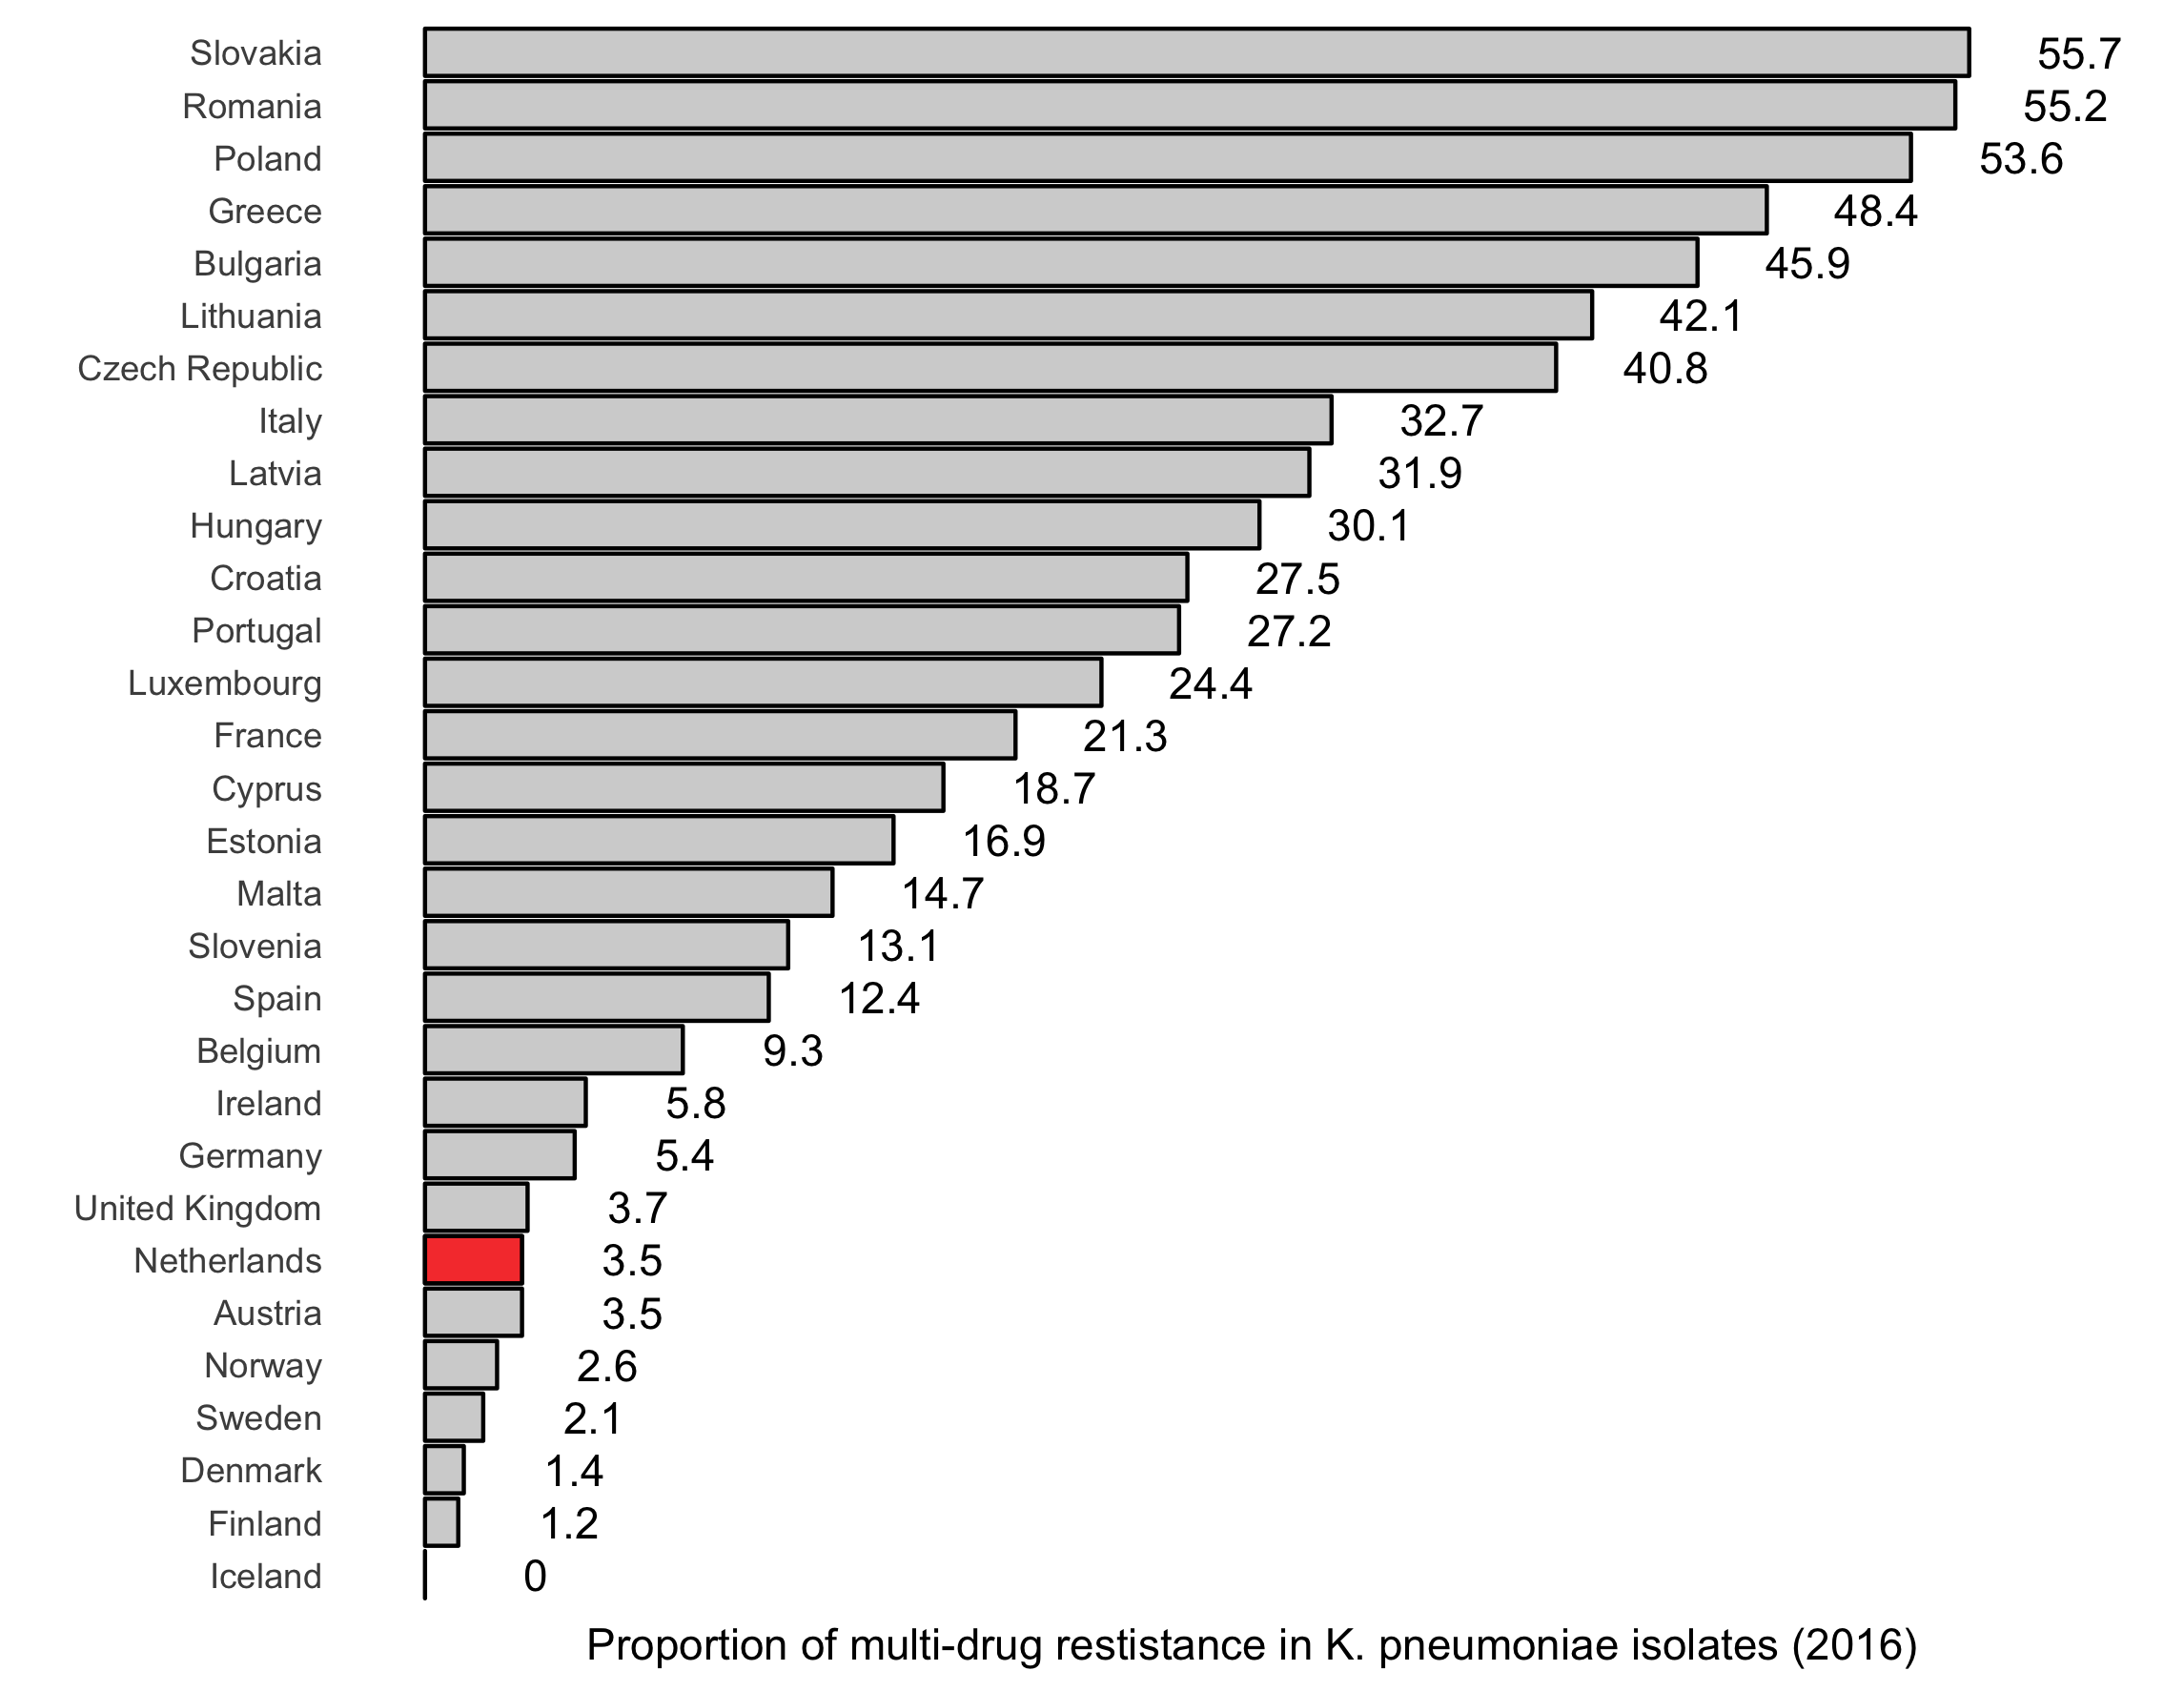 Slovakia 55.7
Romania 55.2
Poland 53.6
Greece 48.4
Bulgaria 45.9
Lithuania 42.1
Czech Republic 40.8
Italy 32.7
Latvia 31.9
Hungary 30.1
Croatia 27.5
Portugal 27.2
Luxembourg 24.4
France 21.3
Cyprus 18.7
Estonia 16.9
Malta 14.7
Slovenia 13.1
Spain 12.4
Belgium 9.3
Ireland 5.8
Germany 5.4
United Kingdom 3.7
Netherlands 3.5
Austria 3.5
Norway 2.6
Sweden 2.1
Denmark 1.4
Finland 1.2
Iceland 0
Proportion of multi-drug restistance in K. pneumoniae isolates (2016)